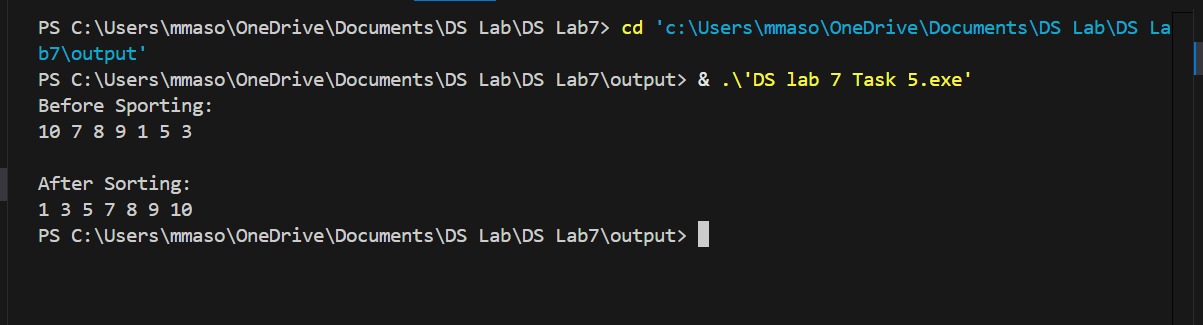 PS C:\Users\mmaso\OneDrive\Documents\DS Lab\DS Lab7> cd 'c:\Users\mmaso\OneDrive\Documents\DS Lab\DS La
b7\output'
PS C:\Users\mmaso\OneDrive\Documents\DS Lab\DS Lab7\output> & .\'DS lab 7 Task 5.exe'
Before Sporting:
10 7 8 9 1 5 3
After Sorting:
1 3 5 7 8 9 10
PS C:\Users\mmaso\OneDrive\Documents\DS Lab\DS Lab7\output>